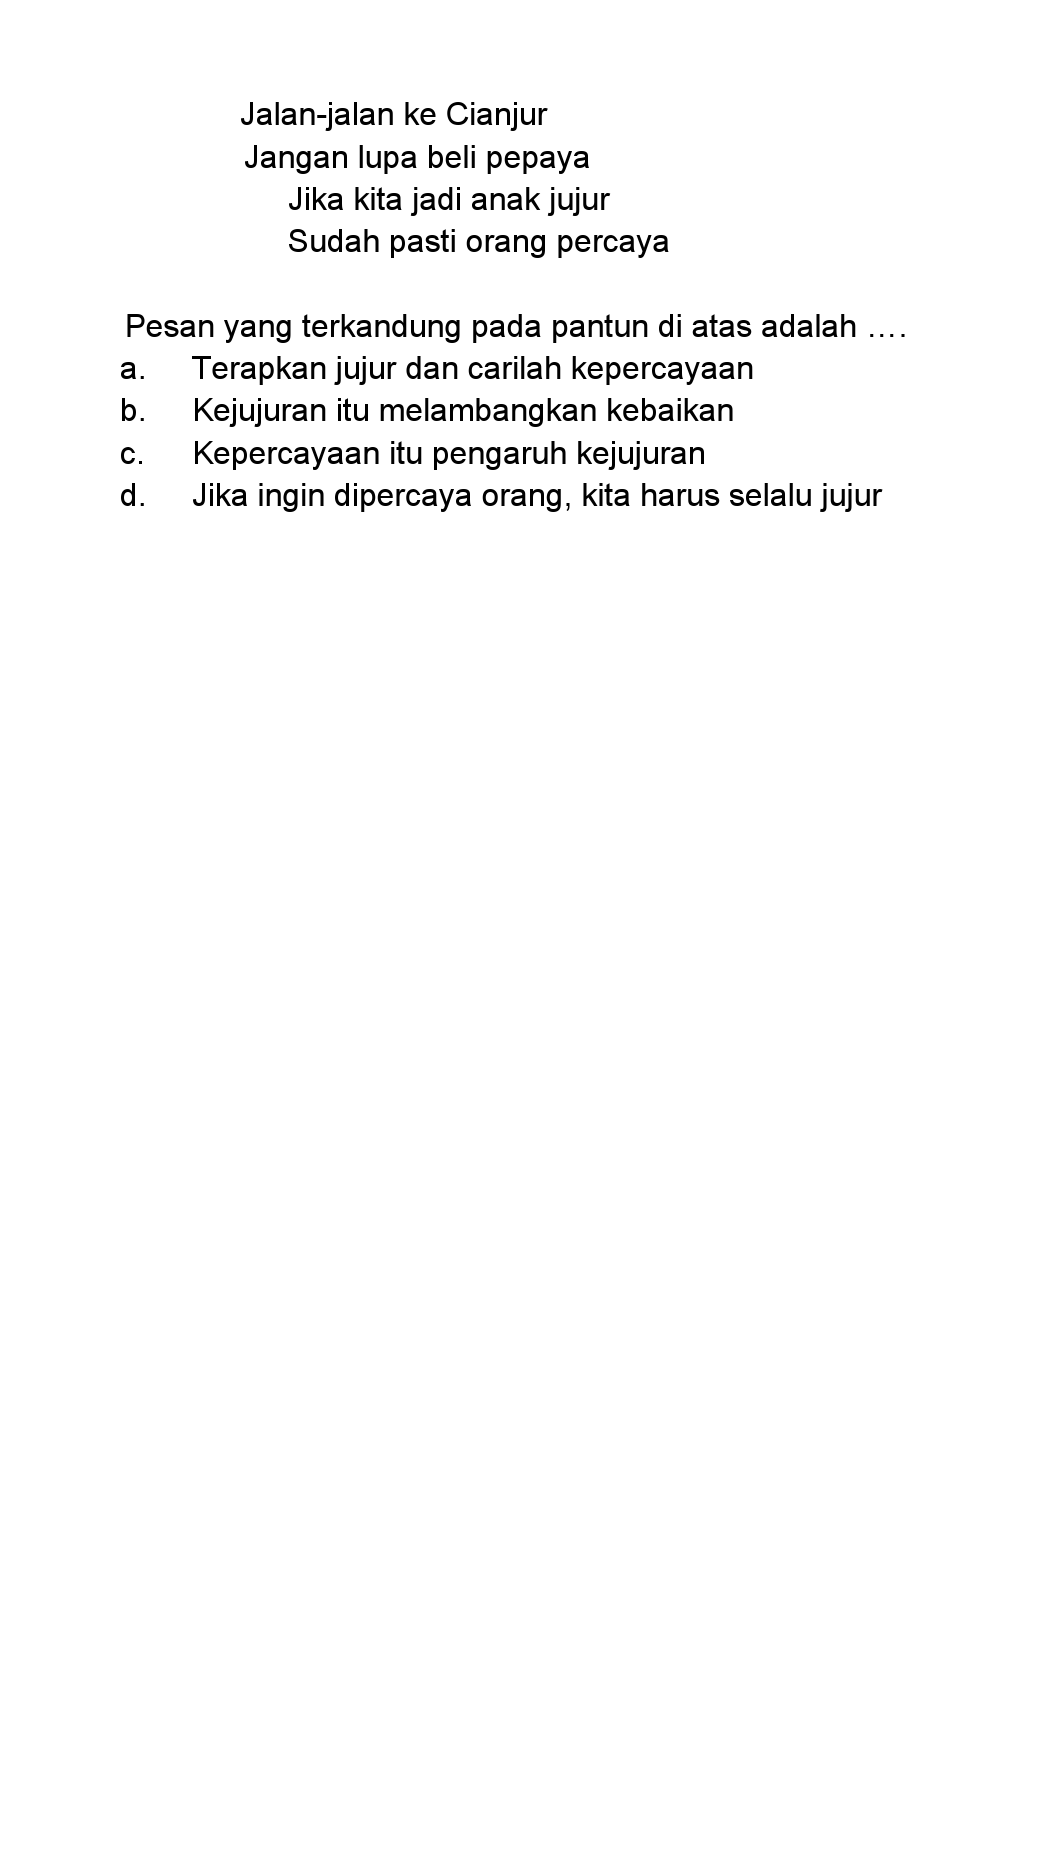 Jalan-jalan ke Cianjur
Jangan lupa beli pepaya
Jika kita jadi anak jujur
Sudah pasti orang percaya
Pesan yang terkandung pada pantun di atas adalah ….
a. Terapkan jujur dan carilah kepercayaan
b. Kejujuran itu melambangkan kebaikan
c. Kepercayaan itu pengaruh kejujuran
d. Jika ingin dipercaya orang, kita harus selalu jujur